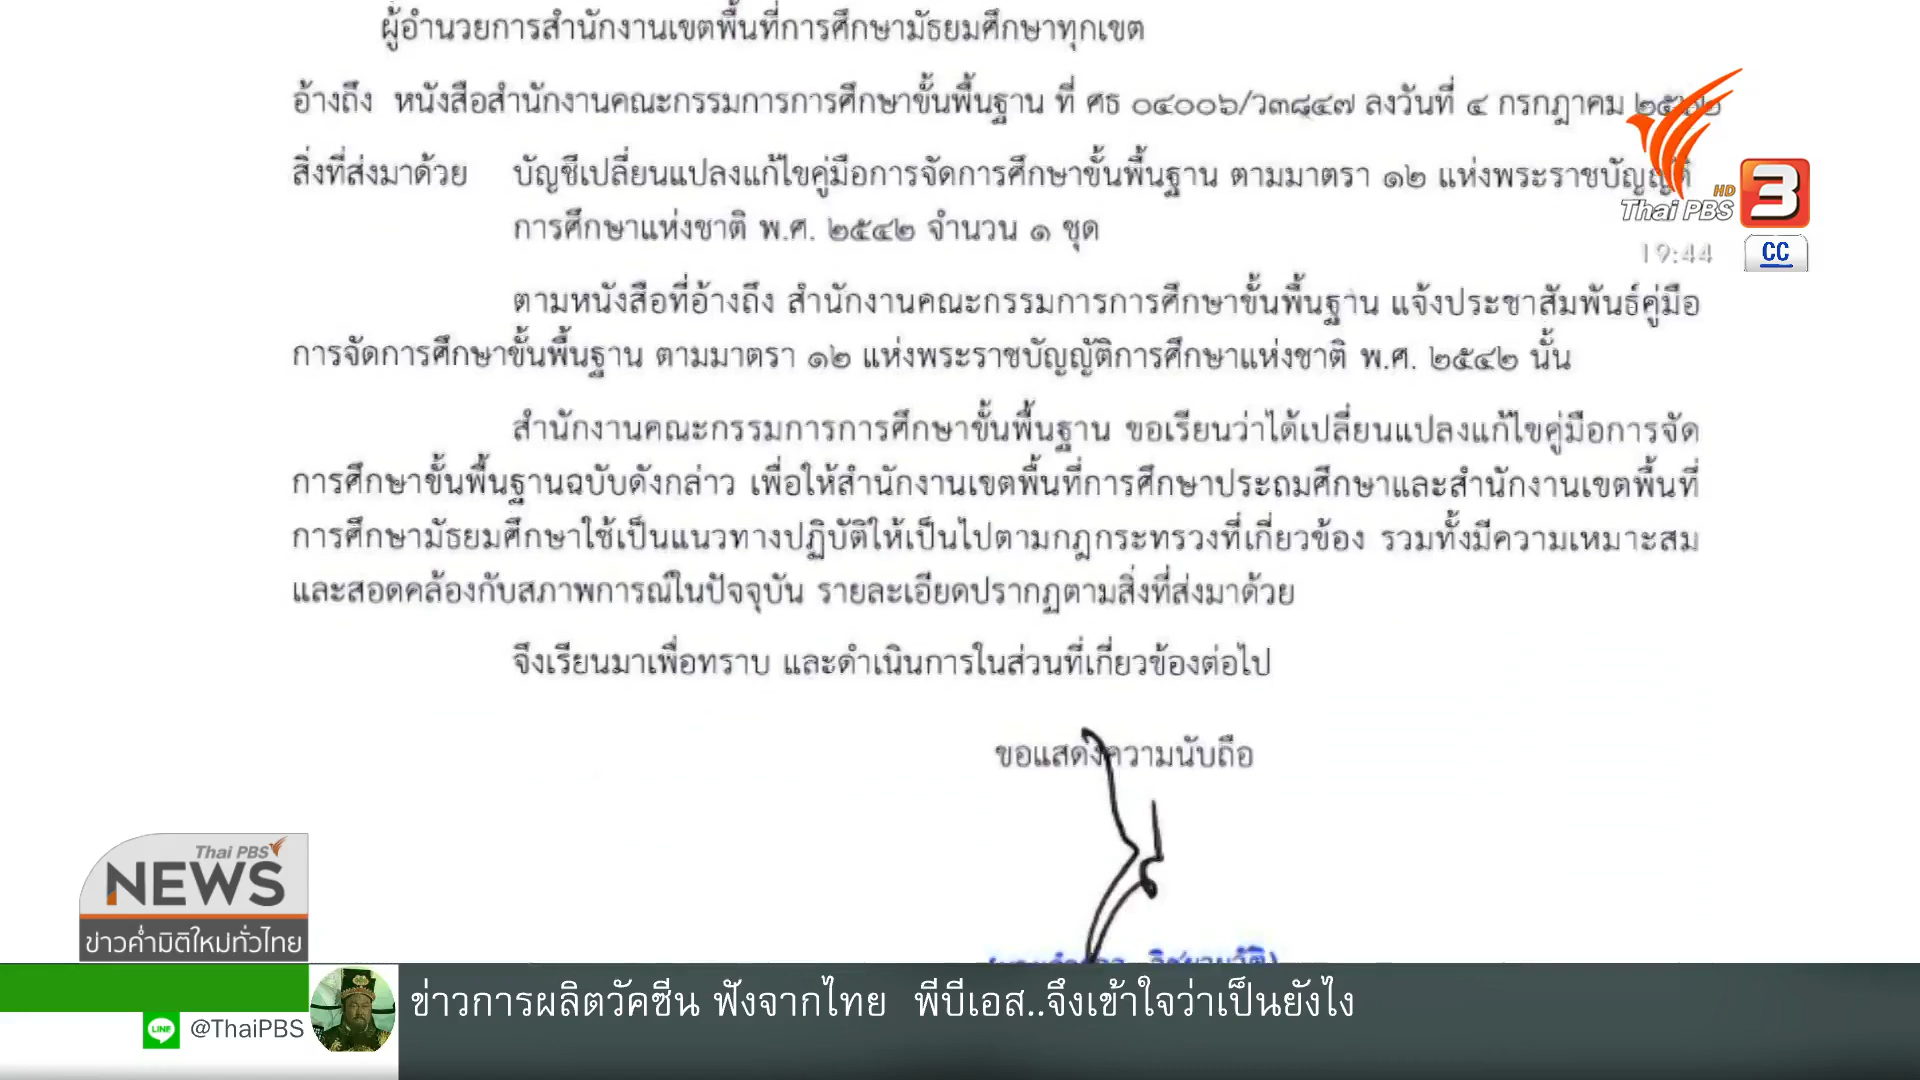 ผู้อำนวยการสำนักงานเขตพื้นที่การศึกษามัธยมศึกษาทุกเขต
อ้างถึง หนังสือสำนักงานคณะกรรมการการศึกษาขั้นพื้นฐาน ที่ ศธ ๐๔๐๐๖/ว๓๘๔๗ ลงวันที่ ๔ กรกฎาคม
สิ่งที่ส่งมาด้วย บัญชีเปลี่ยนแปลงแก้ไขคู่มือการจัดการศึกษาขั้นพื้นฐาน ตามมาตรา ๑๒ แห่งพระราชบัญญัติ
การศึกษาแห่งชาติ พ.ศ. ๒๕๔๒ จำนวน ๑ ชุด
HD
Thai PBS 3
19:44
CC
ตามหนังสือที่อ้างถึง สำนักงานคณะกรรมการการศึกษาขั้นพื้นฐาน แจ้งประชาสัมพันธ์คู่มือ
การจัดการศึกษาขั้นพื้นฐาน ตามมาตรา ๑๒ แห่งพระราชบัญญัติการศึกษาแห่งชาติ พ.ศ. ๒๕๔๒ นั้น
สำนักงานคณะกรรมการการศึกษาขั้นพื้นฐาน ขอเรียนว่าได้เปลี่ยนแปลงแก้ไขคู่มือการจัด
การศึกษาขั้นพื้นฐานฉบับดังกล่าว เพื่อให้สำนักงานเขตพื้นที่การศึกษาประถมศึกษาและสำนักงานเขตพื้นที่
การศึกษามัธยมศึกษาใช้เป็นแนวทางปฏิบัติให้เป็นไปตามกฎกระทรวงที่เกี่ยวข้อง รวมทั้งมีความเหมาะสม
และสอดคล้องกับสภาพการณ์ในปัจจุบัน รายละเอียดปรากฏตามสิ่งที่ส่งมาด้วย
จึงเรียนมาเพื่อทราบ และดำเนินการในส่วนที่เกี่ยวข้องต่อไป
ขอแสดงความนับถือ
Thai PBS
NEWS
ข่าวค่ำมิติใหม่ทั่วไทย
LINE @ThaiPBS
ข่าวการผลิตวัคซีน ฟังจากไทย พีบีเอส..จึงเข้าใจว่าเป็นยังไง